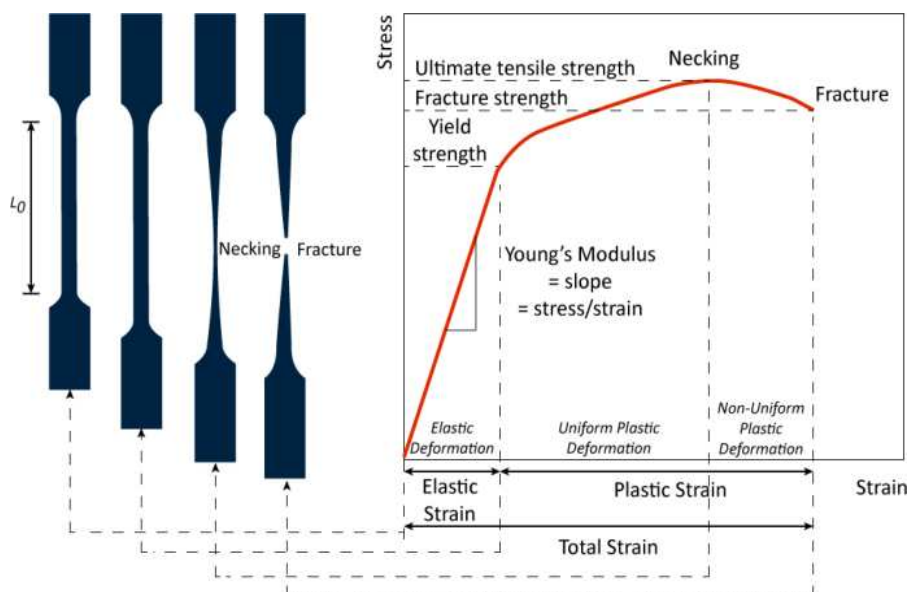 L0
Necking
Fracture
Stress
Ultimate tensile strength
Fracture strength
Yield
strength
Necking
Fracture
Young's Modulus
= slope
= stress/strain
Elastic
Deformation
Uniform Plastic
Deformation
Non-Uniform
Plastic
Deformation
Elastic
Strain
Plastic Strain
Strain
Total Strain